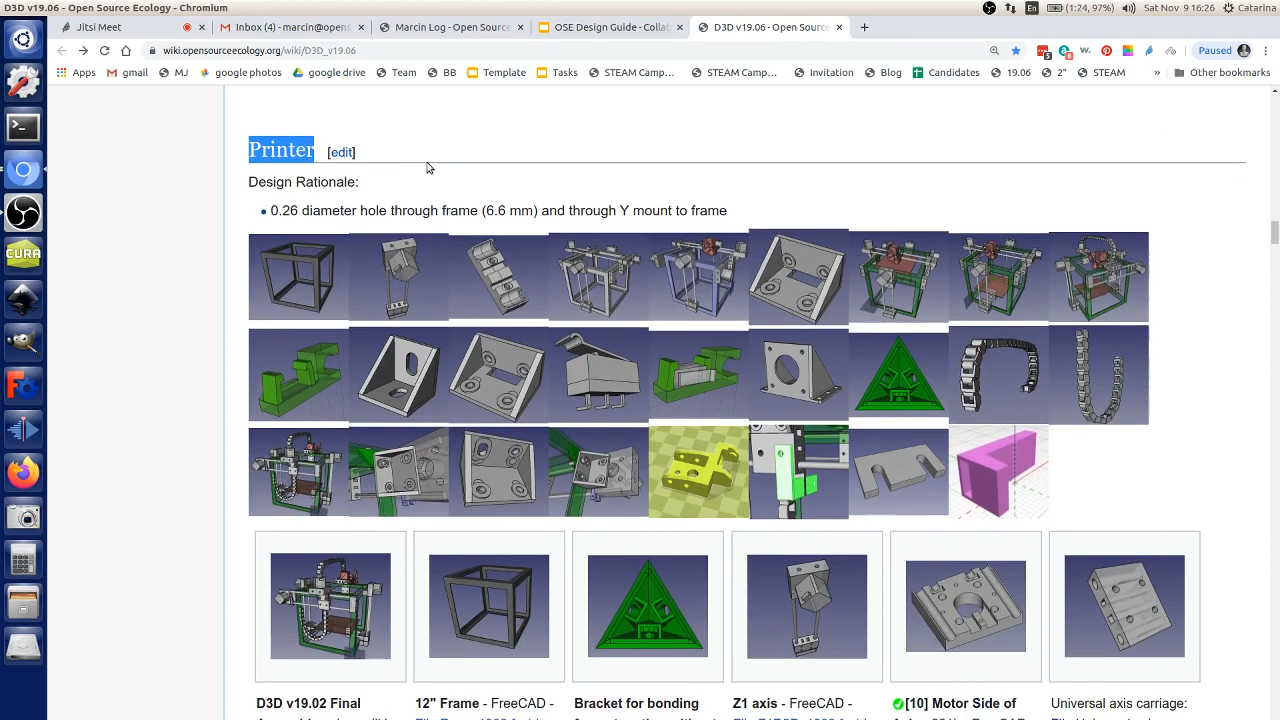 D3D v19.06 - Open Source Ecology - Chromium
En (1:24, 97%) Sat Nov 9 16:26 Catarina
Jitsi Meet
Inbox (4) - marcin@opens
Marcin Log - Open Source
OSE Design Guide - Collab
D3D v19.06 - Open Source
wiki.opensourceecology.org/wiki/D3D_v19.06
Paused
Apps gmail MJ google photos google drive Team BB Template Tasks STEAM Camp... STEAM Camp... Invitation Blog Candidates 19.06 2" STEAM » Other bookmarks
Printer [edit]
Design Rationale:
• 0.26 diameter hole through frame (6.6 mm) and through Y mount to frame
D3D v19.02 Final
12" Frame - FreeCAD -
Bracket for bonding
Z1 axis - FreeCAD -
[10] Motor Side of
Universal axis carriage:
CURA